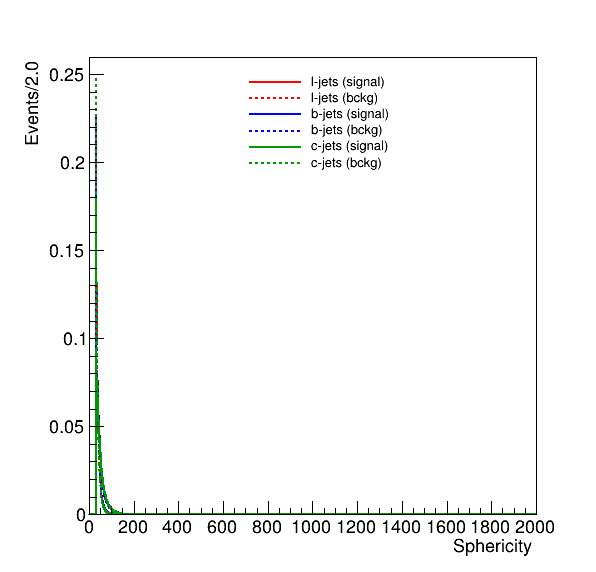 Events/2.0
0.25
0.2
0.15
0.1
0.05
0
l-jets (signal)
l-jets (bckg)
b-jets (signal)
b-jets (bckg)
c-jets (signal)
c-jets (bckg)
0 200 400 600 800 1000 1200 1400 1600 1800 2000
Sphericity